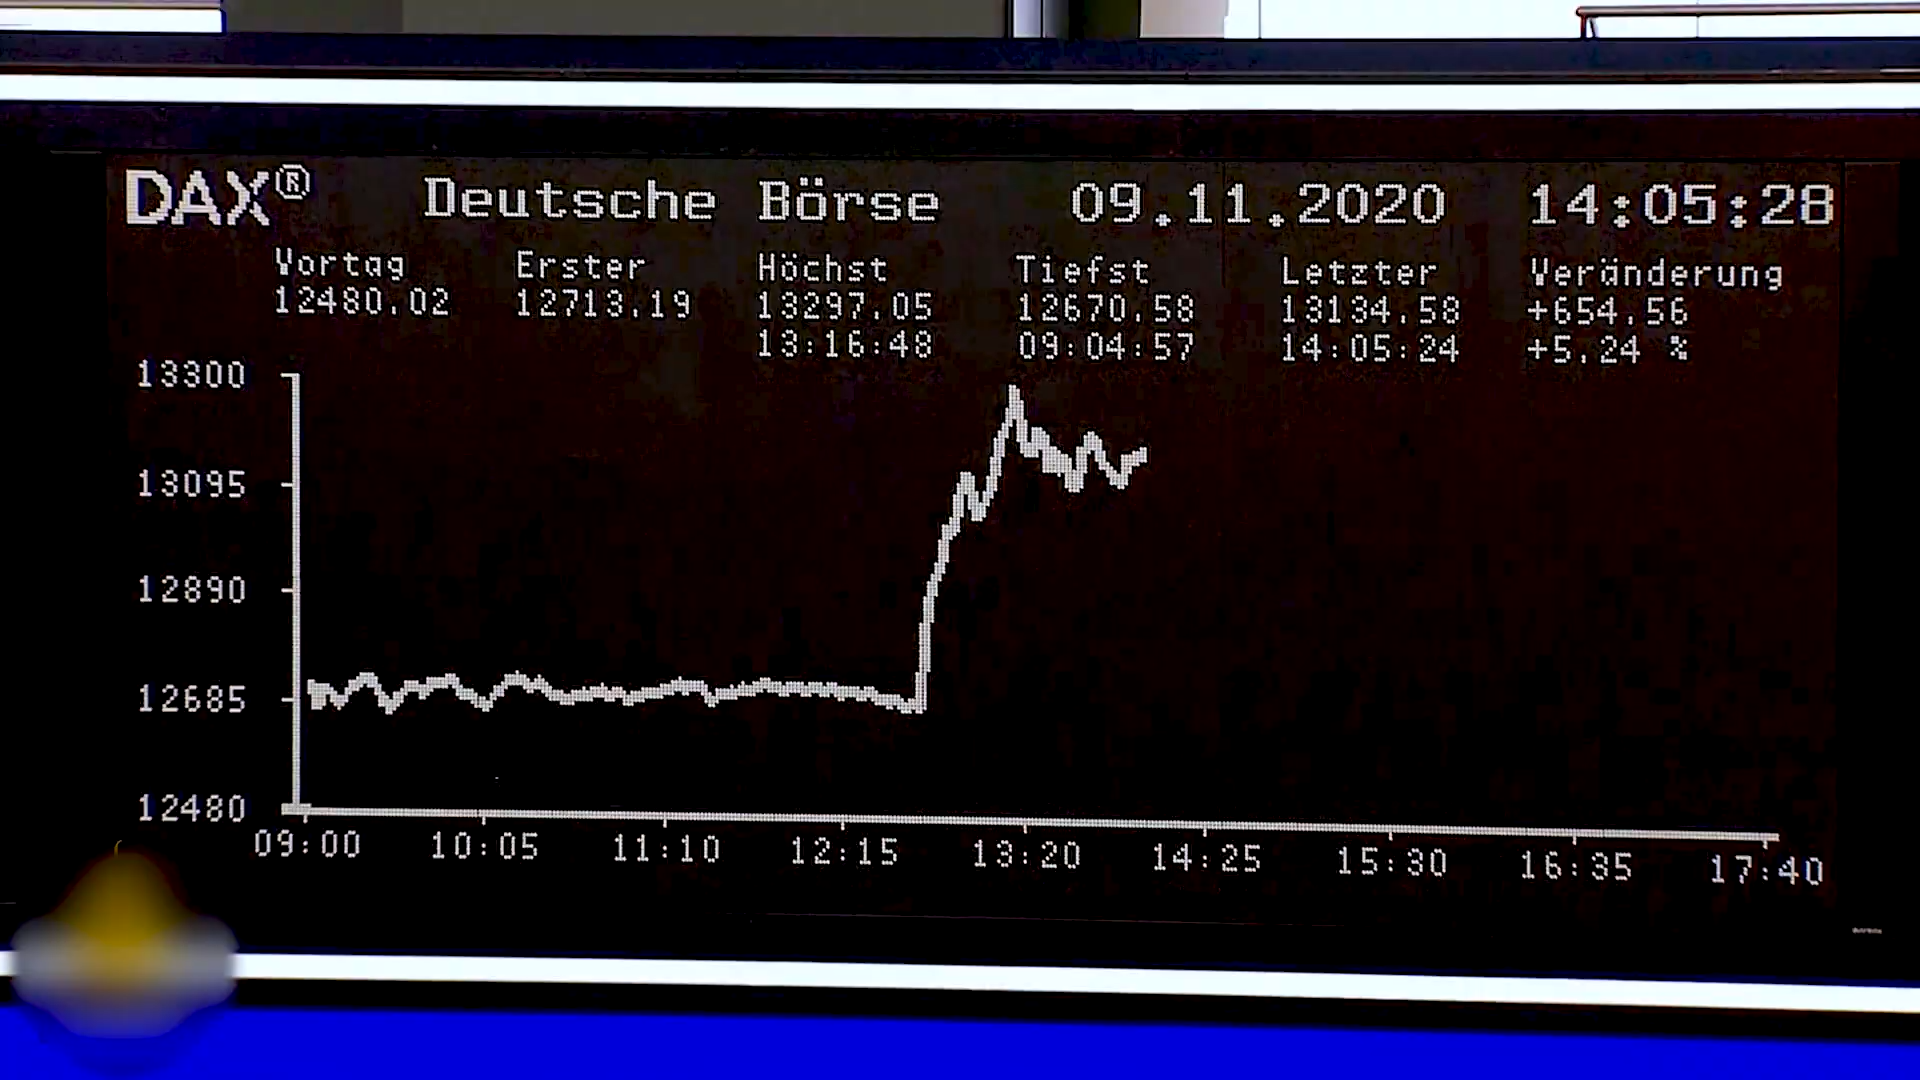 DAX® Deutsche Börse 09.11.2020 14:05:28
Vortag Erster Höchst Tiefst Letzter Veränderung
12480.02 12713.19 13297.05 12670.58 13134.58 +654.56
13:16:48 09:04:57 14:05:24 +5.24 %
13300
13095
12890
12685
12480
09:00 10:05 11:10 12:15 13:20 14:25 15:30 16:35 17:40